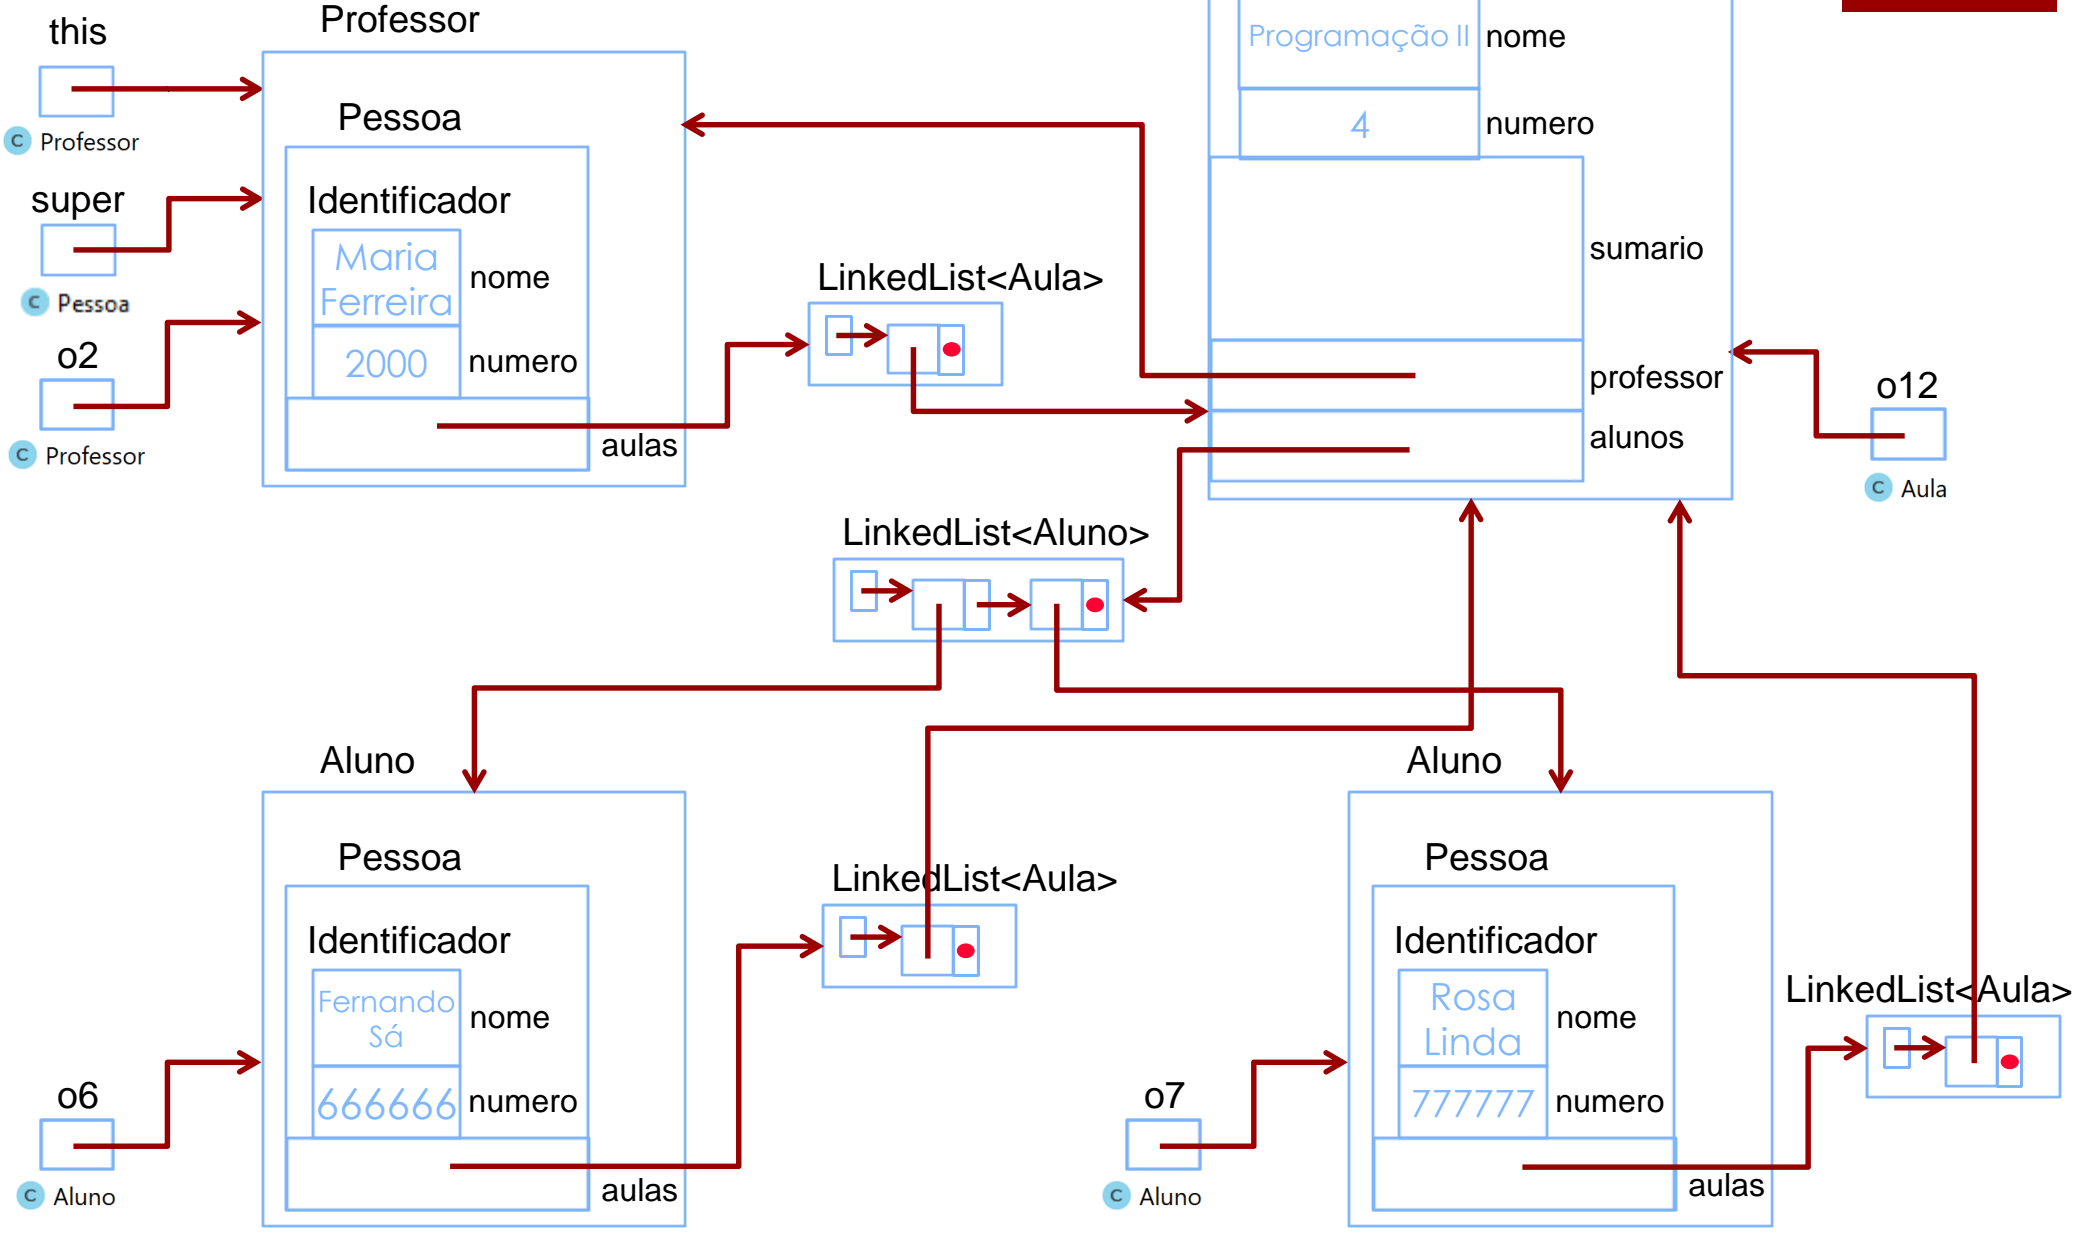 Professor
this
C Professor
Pessoa
super
C Pessoa
Identificador
Maria
Ferreira
nome
2000
numero
o2
C Professor
aulas
LinkedList<Aula>
Programação II
nome
4
numero
sumario
professor
alunos
o12
C Aula
LinkedList<Aluno>
Aluno
Pessoa
Identificador
Fernando
Sá
nome
666666
numero
o6
C Aluno
aulas
LinkedList<Aula>
Aluno
Pessoa
Identificador
Rosa
Linda
nome
777777
numero
o7
C Aluno
aulas
LinkedList<Aula>